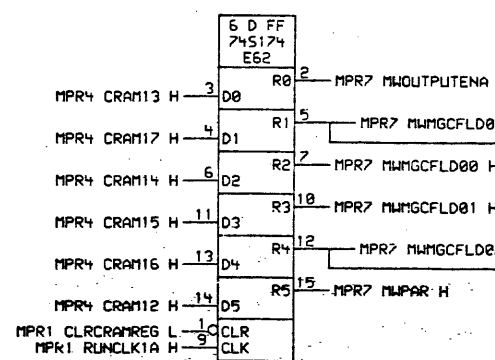 6 D FF
74S174
E62
MPR4 CRAM13 H 3 D0 R0 2 MPR7 MWOUTPUTENA
MPR4 CRAM17 H 4 D1 R1 5 MPR7 MWMGCFLD0
MPR4 CRAM14 H 6 D2 R2 7 MPR7 MWMGCFLD00 H
MPR4 CRAM15 H 11 D3 R3 10 MPR7 MWMGCFLD01 H
MPR4 CRAM16 H 13 D4 R4 12 MPR7 MWMGCFLD0
MPR4 CRAM12 H 14 D5 R5 15 MPR7 MWPAR H
MPR1 CLRCRAMREG L 1 CLR
MPR1 RUNCLK1A H 9 CLK